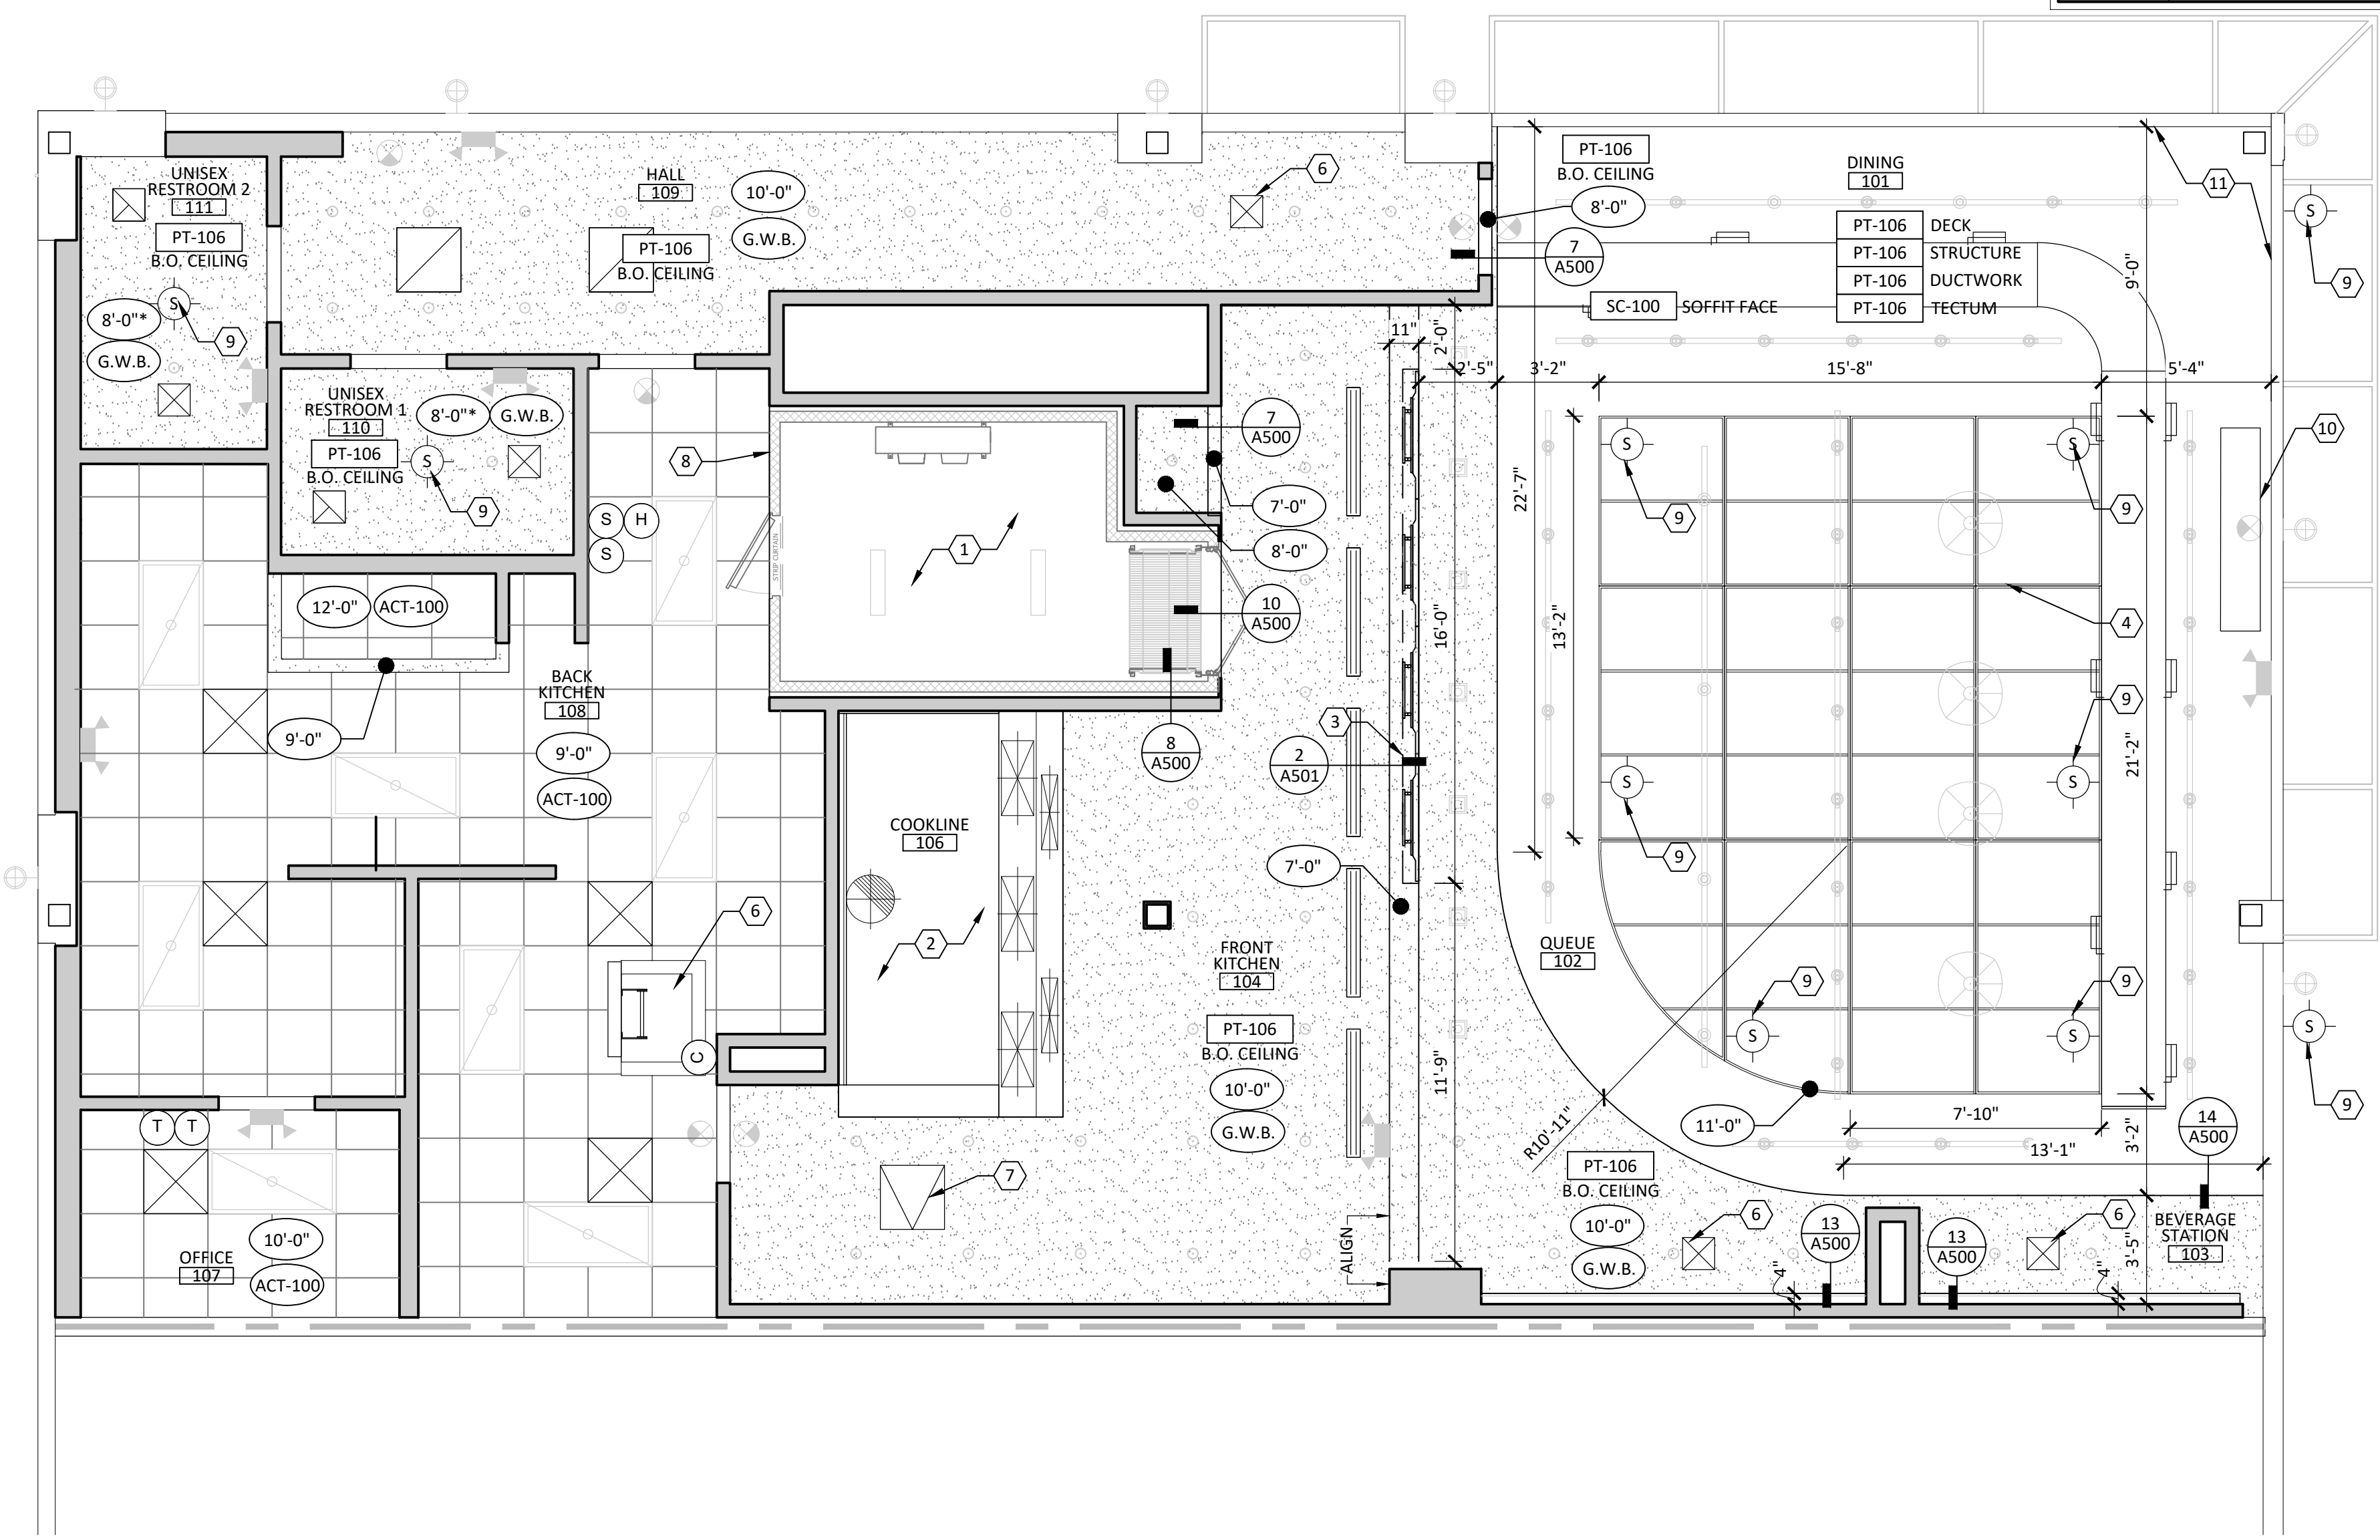 UNISEX
RESTROOM 2
111
PT-106
B.O. CEILING
S
8'-0"*
G.W.B.
9
HALL
109
10'-0"
G.W.B.
PT-106
B.O. CEILING
6
UNISEX
RESTROOM 1
110
8'-0"*
G.W.B.
PT-106
B.O. CEILING
S
9
S
H
S
8
STRIP CURTAIN
1
7
A500
7'-0"
8'-0"
10
A500
8
A500
12'-0"
ACT-100
9'-0"
BACK
KITCHEN
108
9'-0"
ACT-100
COOKLINE
106
2
6
C
T
T
OFFICE
107
10'-0"
ACT-100
7
FRONT
KITCHEN
104
PT-106
B.O. CEILING
10'-0"
G.W.B.
3
2
A501
7'-0"
11"
2'-0"
2'-5"
16'-0"
11'-9"
ALIGN
PT-106
B.O. CEILING
8'-0"
7
A500
DINING
101
PT-106
DECK
PT-106
STRUCTURE
PT-106
DUCTWORK
PT-106
TECTUM
SC-100
SOFFIT FACE
11
9'-0"
S
9
3'-2"
15'-8"
5'-4"
22'-7"
13'-2"
S
9
S
9
10
4
S
9
S
9
21'-2"
QUEUE
102
S
9
S
9
S
9
R10'-11"
11'-0"
7'-10"
13'-1"
3'-2"
14
A500
PT-106
B.O. CEILING
10'-0"
G.W.B.
6
13
A500
13
A500
6
BEVERAGE
STATION
103
4"
4"
3'-5"